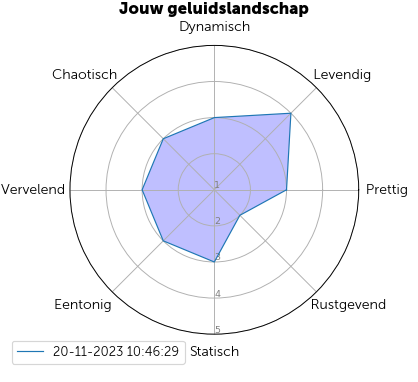 Jouw geluidslandschap
Dynamisch
Chaotisch
Levendig
Vervelend
1
Prettig
2
3
Eentonig
4
Rustgevend
5
20-11-2023 10:46:29
Statisch